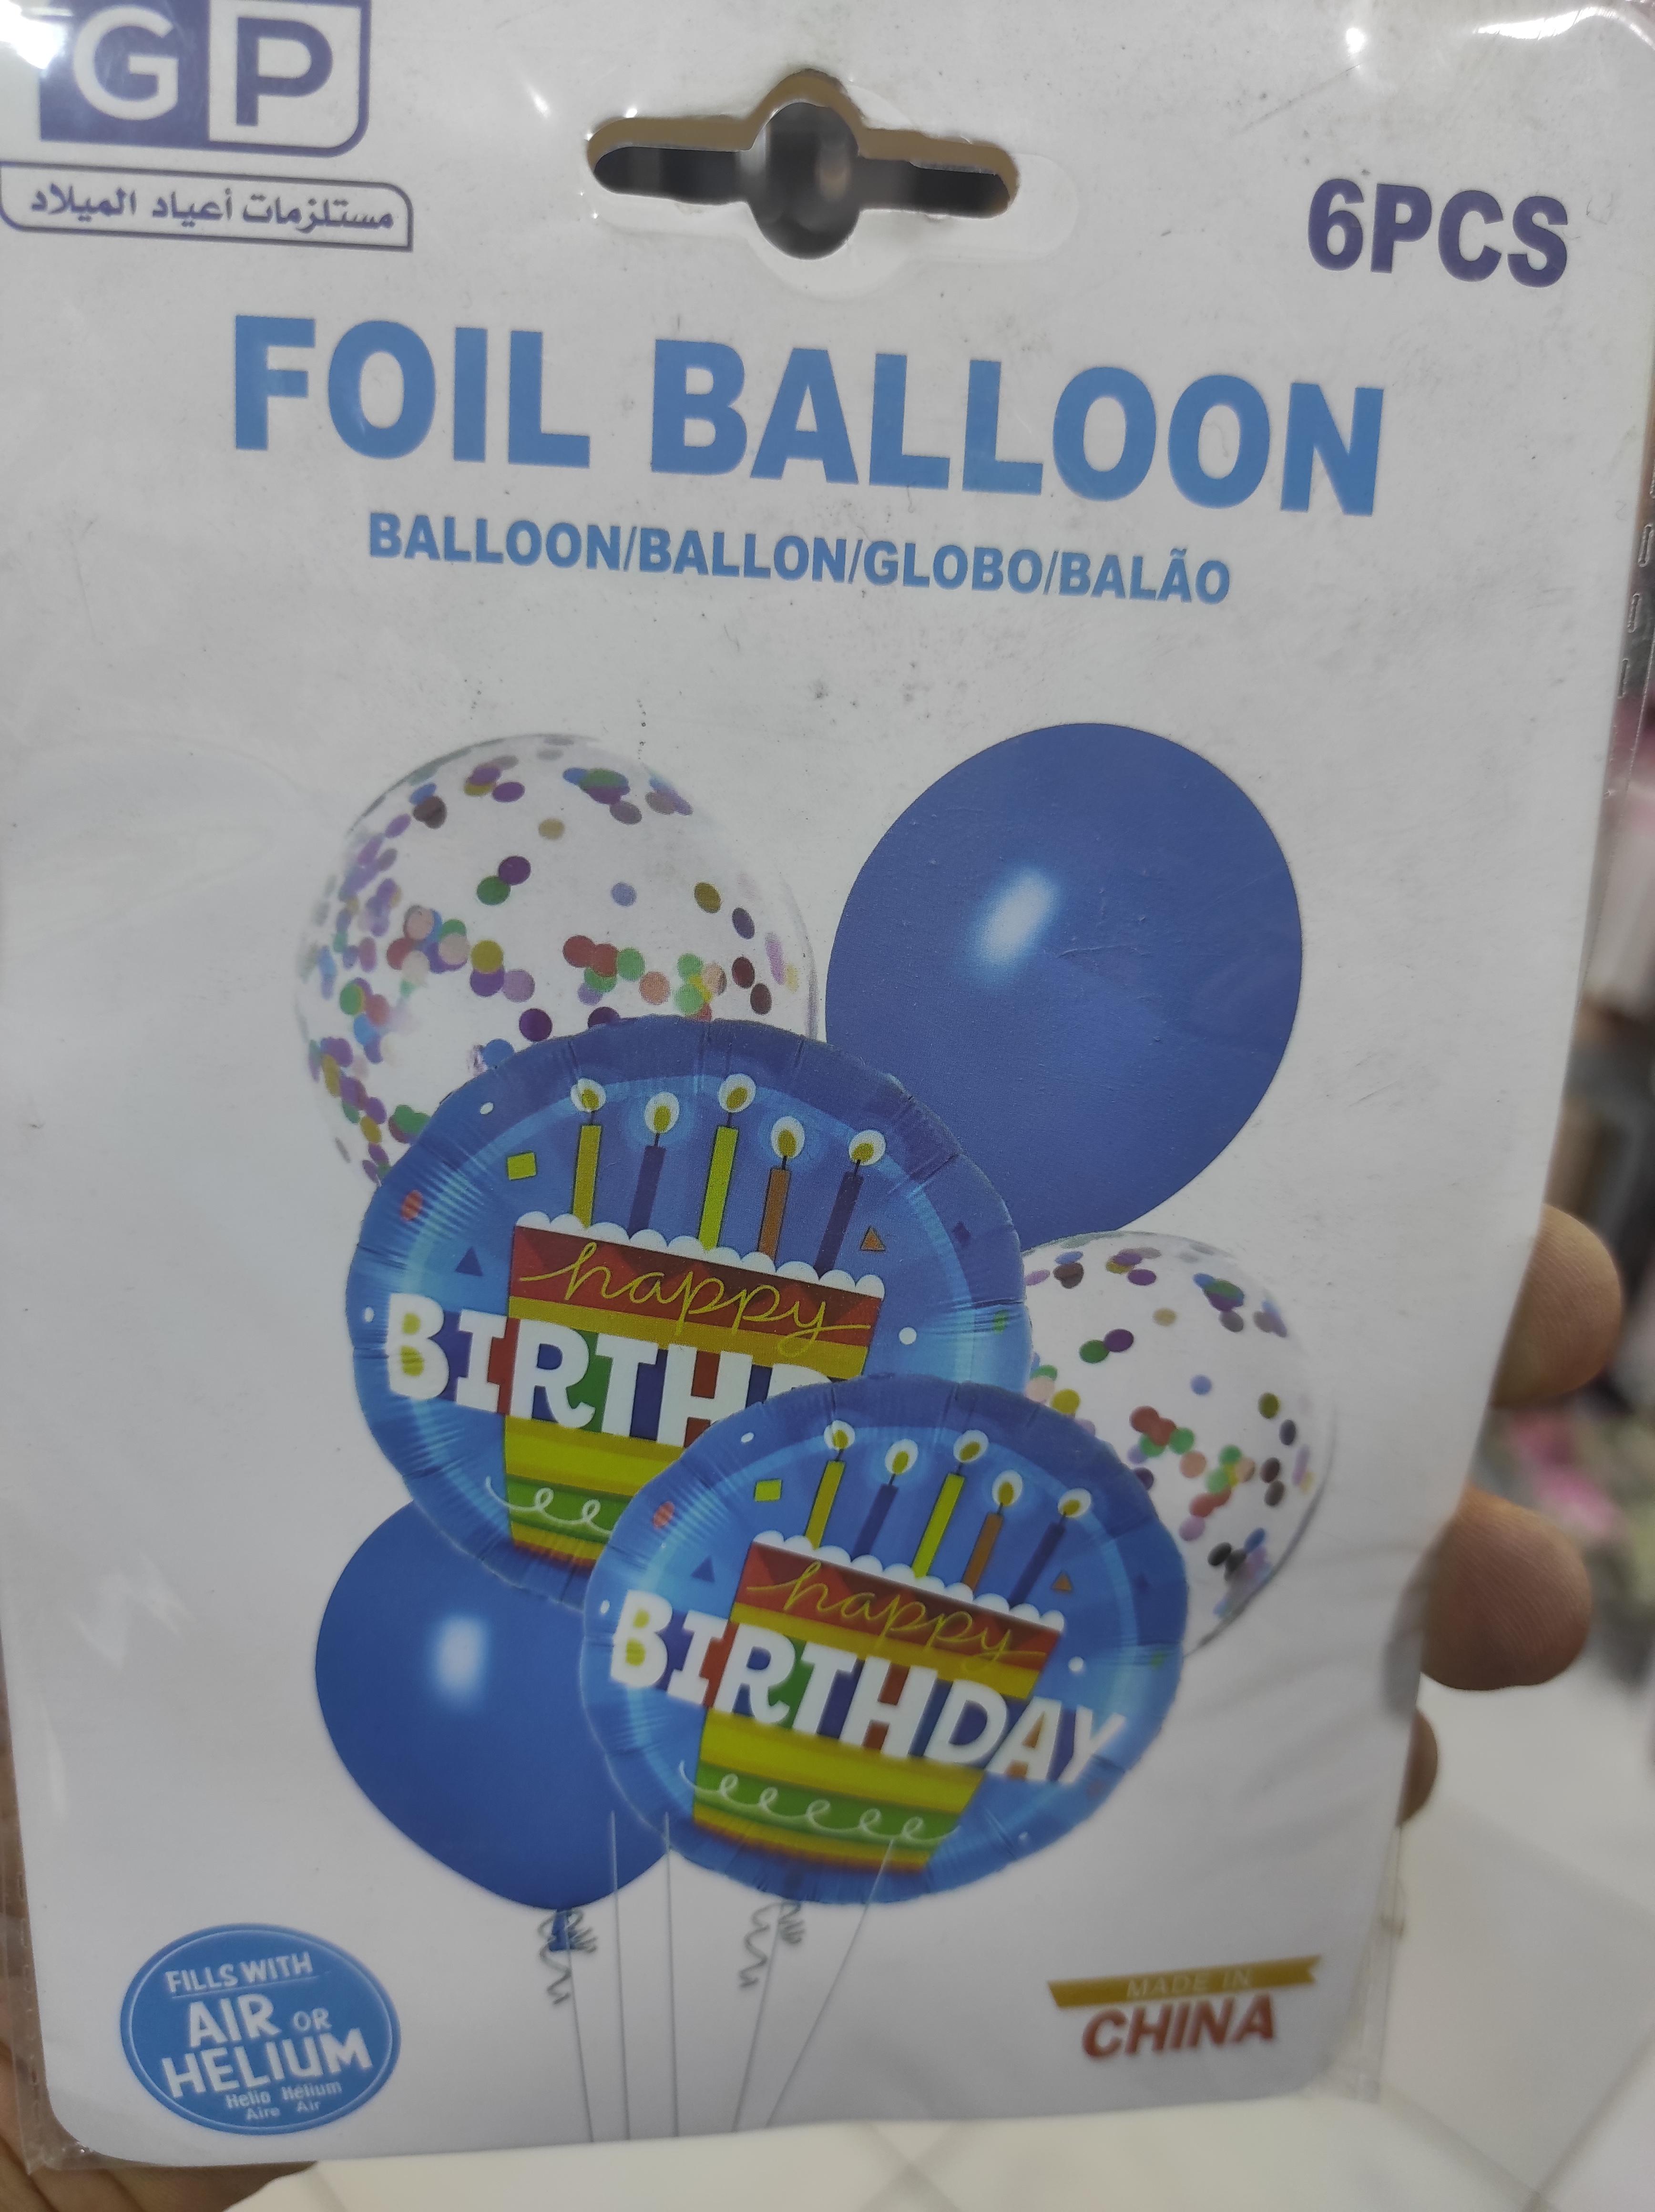 GP
مستلزمات أعياد الميلاد
6PCS
FOIL BALLOON
BALLOON/BALLON/GLOBO/BALÃO
happy
BIRTH
happy
BIRTHDAY
FILLS WITH
AIR OR
HELIUM
Helio Hélium
Aire Air
MADE IN
CHINA